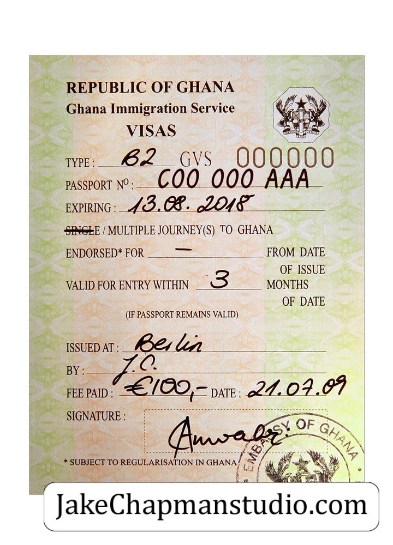 REPUBLIC OF GHANA
Ghana Immigration Service
VISAS
TYPE : B2 GVS 000000
PASSPORT Nº : C00 000 AAA
EXPIRING : 13.08.2018
SINGLE / MULTIPLE JOURNEY(S) TO GHANA
ENDORSED* FOR — FROM DATE
OF ISSUE
VALID FOR ENTRY WITHIN 3 MONTHS
OF DATE
(IF PASSPORT REMAINS VALID)
ISSUED AT : Berlin
BY : J.C.
FEE PAID : €100,- DATE : 21.07.09
SIGNATURE :
EMBASSY OF GHANA
* SUBJECT TO REGULARISATION IN GHANA
JakeChapmanstudio.com